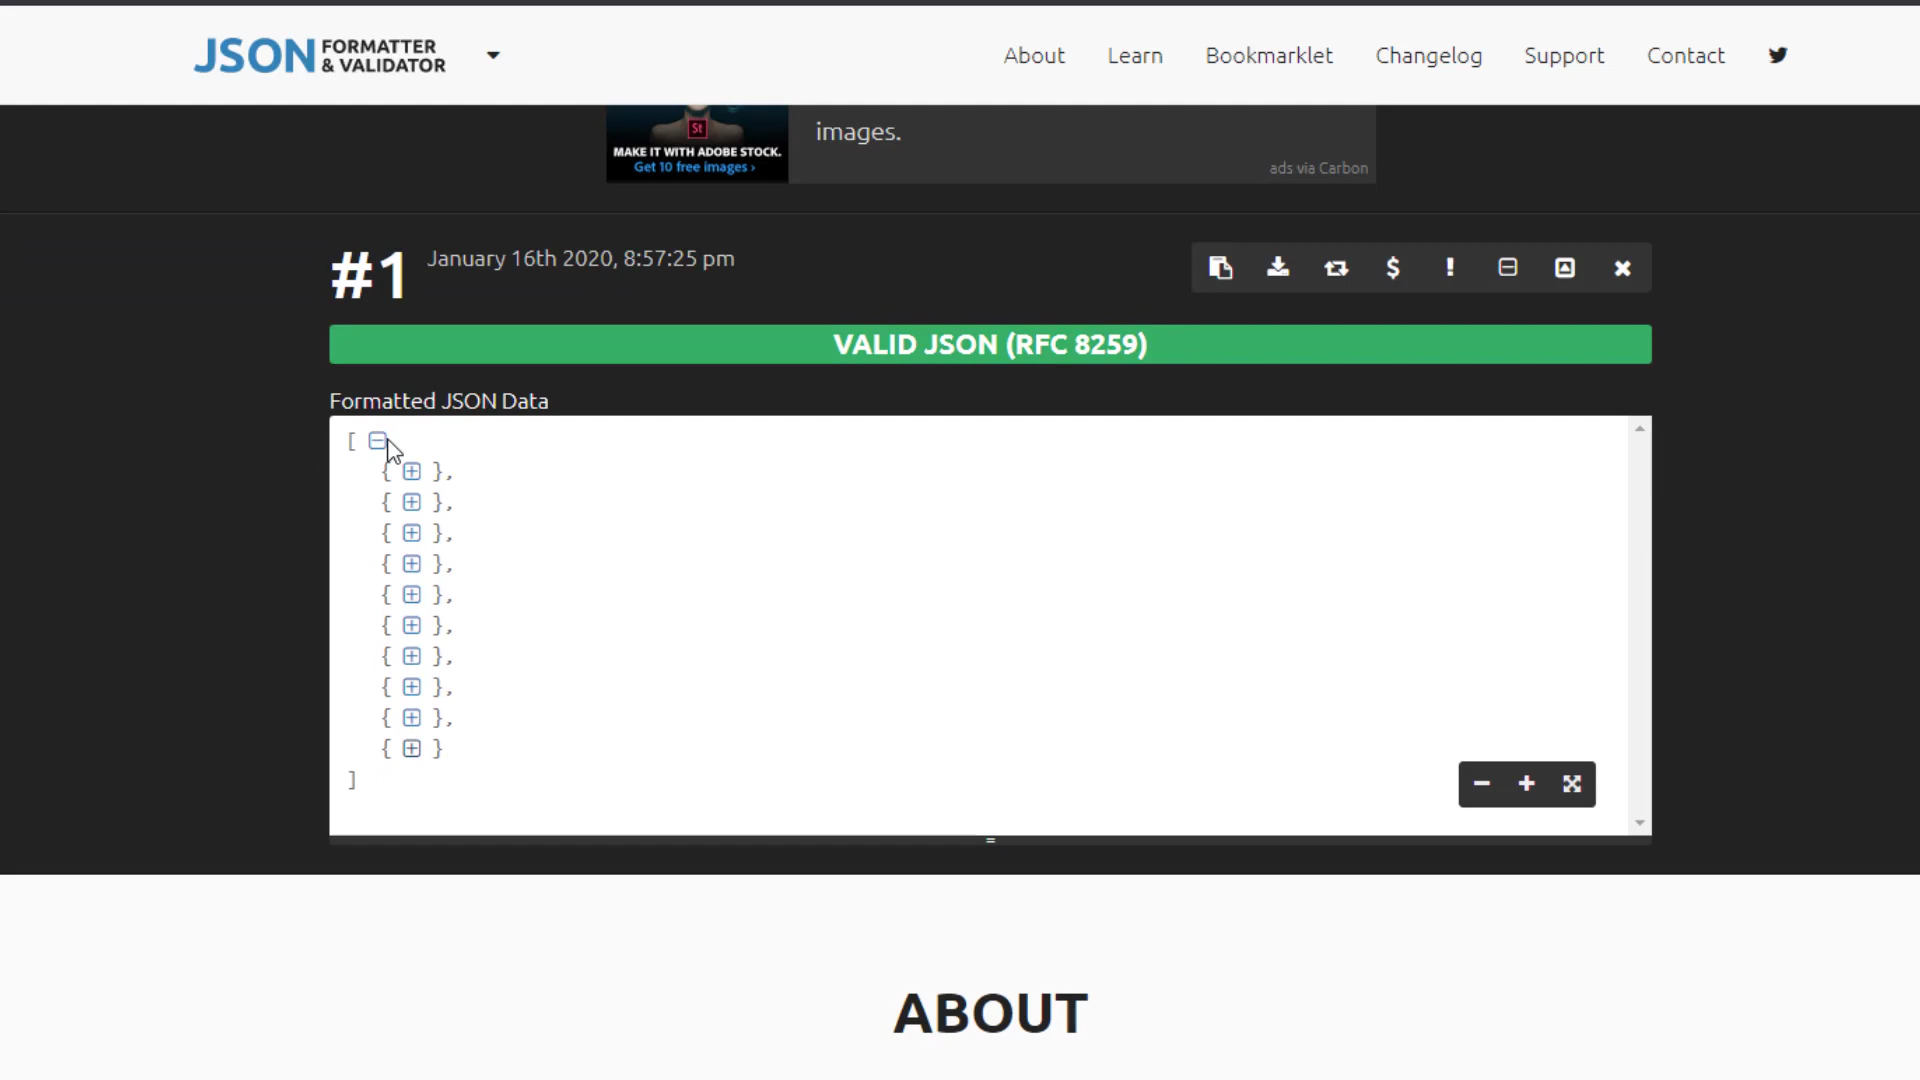 JSON FORMATTER & VALIDATOR
About Learn Bookmarklet Changelog Support Contact
St
MAKE IT WITH ADOBE STOCK.
Get 10 free images ›
images.
ads via Carbon
#1 January 16th 2020, 8:57:25 pm
VALID JSON (RFC 8259)
Formatted JSON Data
[
{ },
{ },
{ },
{ },
{ },
{ },
{ },
{ },
{ },
{ }
]
ABOUT